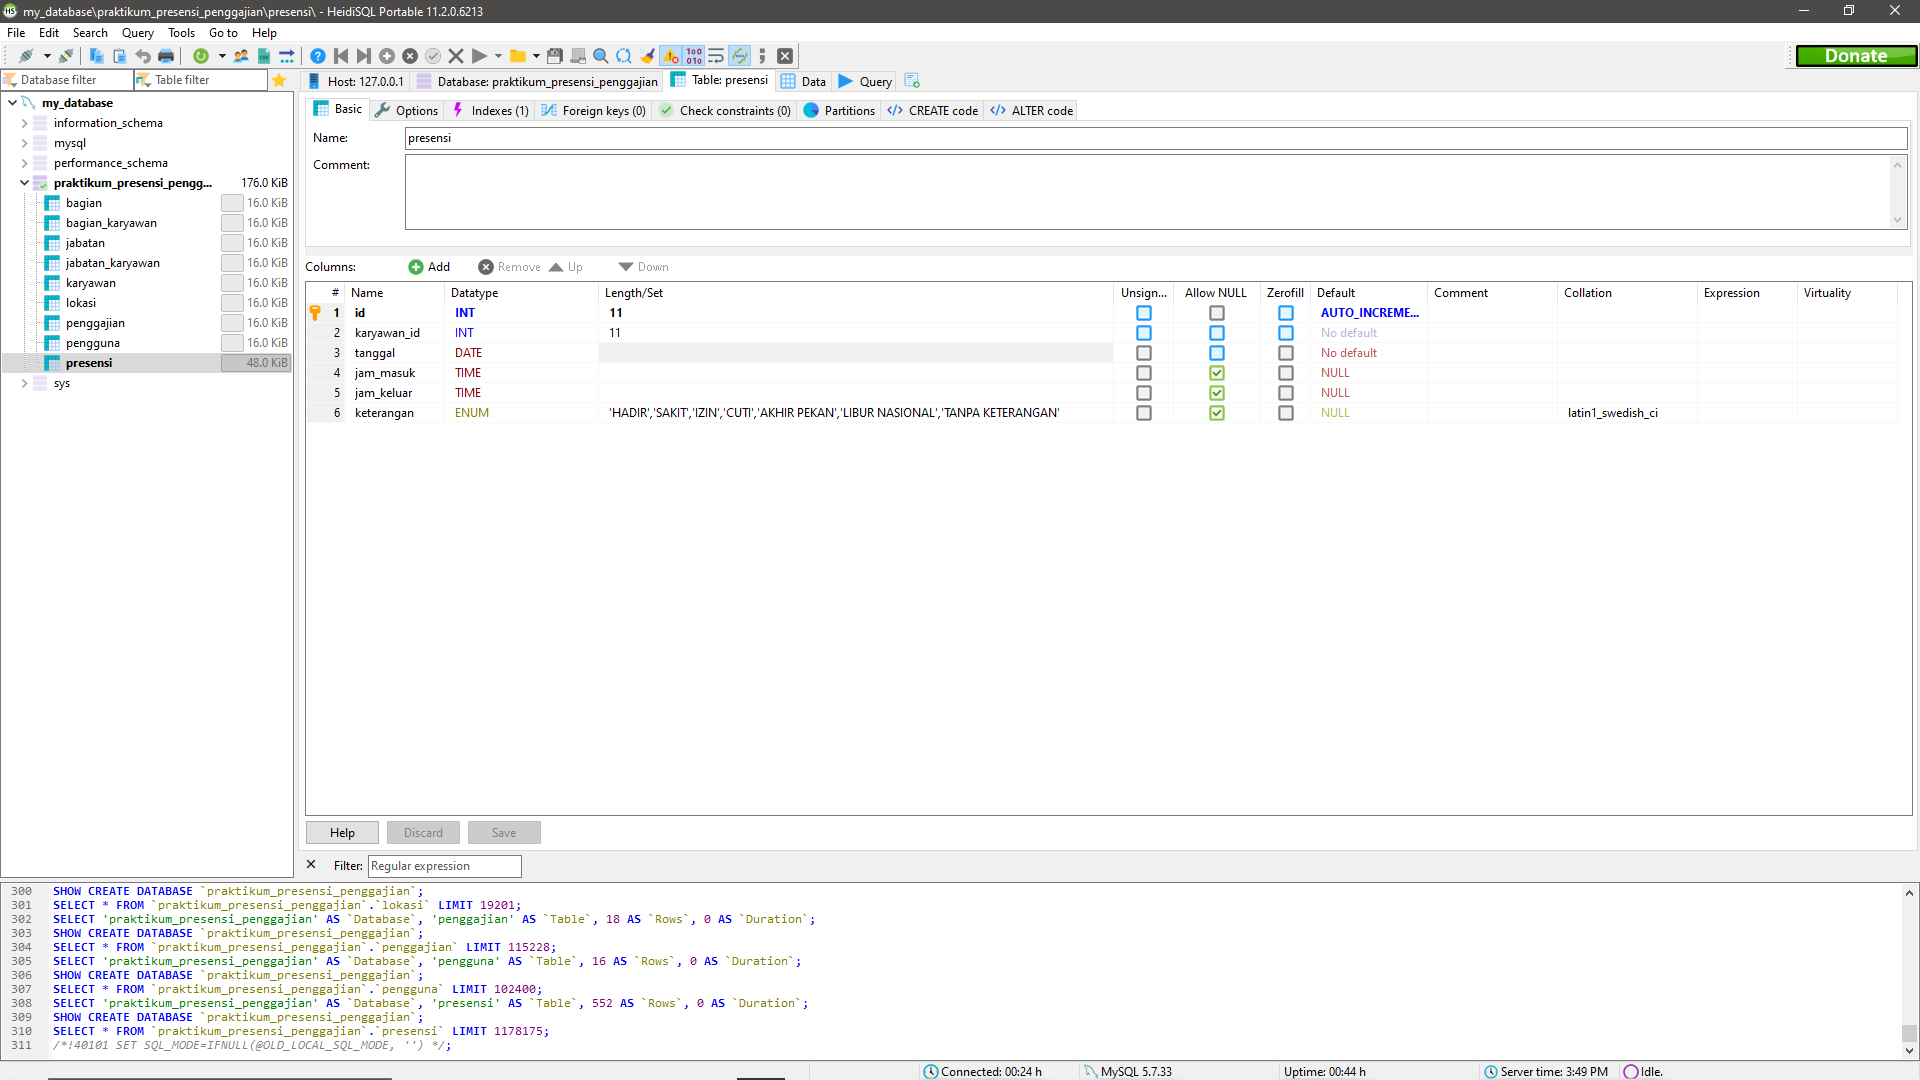 my_database\praktikum_presensi_penggajian\presensi\ - HeidiSQL Portable 11.2.0.6213
File Edit Search Query Tools Go to Help
Donate
Database filter Table filter
Host: 127.0.0.1 Database: praktikum_presensi_penggajian Table: presensi Data Query
my_database
information_schema
mysql
performance_schema
praktikum_presensi_pengg... 176.0 KiB
bagian 16.0 KiB
bagian_karyawan 16.0 KiB
jabatan 16.0 KiB
jabatan_karyawan 16.0 KiB
karyawan 16.0 KiB
lokasi 16.0 KiB
penggajian 16.0 KiB
pengguna 16.0 KiB
presensi 48.0 KiB
sys
Basic Options Indexes (1) Foreign keys (0) Check constraints (0) Partitions CREATE code ALTER code
Name: presensi
Comment:
Columns: Add Remove Up Down
# Name Datatype Length/Set Unsign... Allow NULL Zerofill Default Comment Collation Expression Virtuality
1 id INT 11 AUTO_INCREME...
2 karyawan_id INT 11 No default
3 tanggal DATE No default
4 jam_masuk TIME NULL
5 jam_keluar TIME NULL
6 keterangan ENUM 'HADIR','SAKIT','IZIN','CUTI','AKHIR PEKAN','LIBUR NASIONAL','TANPA KETERANGAN' NULL latin1_swedish_ci
Help Discard Save
Filter: Regular expression
300 SHOW CREATE DATABASE `praktikum_presensi_penggajian`;
301 SELECT * FROM `praktikum_presensi_penggajian`.`lokasi` LIMIT 19201;
302 SELECT 'praktikum_presensi_penggajian' AS `Database`, 'penggajian' AS `Table`, 18 AS `Rows`, 0 AS `Duration`;
303 SHOW CREATE DATABASE `praktikum_presensi_penggajian`;
304 SELECT * FROM `praktikum_presensi_penggajian`.`penggajian` LIMIT 115228;
305 SELECT 'praktikum_presensi_penggajian' AS `Database`, 'pengguna' AS `Table`, 16 AS `Rows`, 0 AS `Duration`;
306 SHOW CREATE DATABASE `praktikum_presensi_penggajian`;
307 SELECT * FROM `praktikum_presensi_penggajian`.`pengguna` LIMIT 102400;
308 SELECT 'praktikum_presensi_penggajian' AS `Database`, 'presensi' AS `Table`, 552 AS `Rows`, 0 AS `Duration`;
309 SHOW CREATE DATABASE `praktikum_presensi_penggajian`;
310 SELECT * FROM `praktikum_presensi_penggajian`.`presensi` LIMIT 1178175;
311 /*!40101 SET SQL_MODE=IFNULL(@OLD_LOCAL_SQL_MODE, '') */;
Connected: 00:24 h MySQL 5.7.33 Uptime: 00:44 h Server time: 3:49 PM Idle.